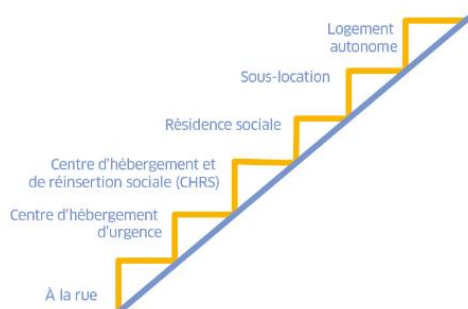 Logement
autonome
Sous-location
Résidence sociale
Centre d'hébergement et
de réinsertion sociale (CHRS)
Centre d'hébergement
d'urgence
À la rue